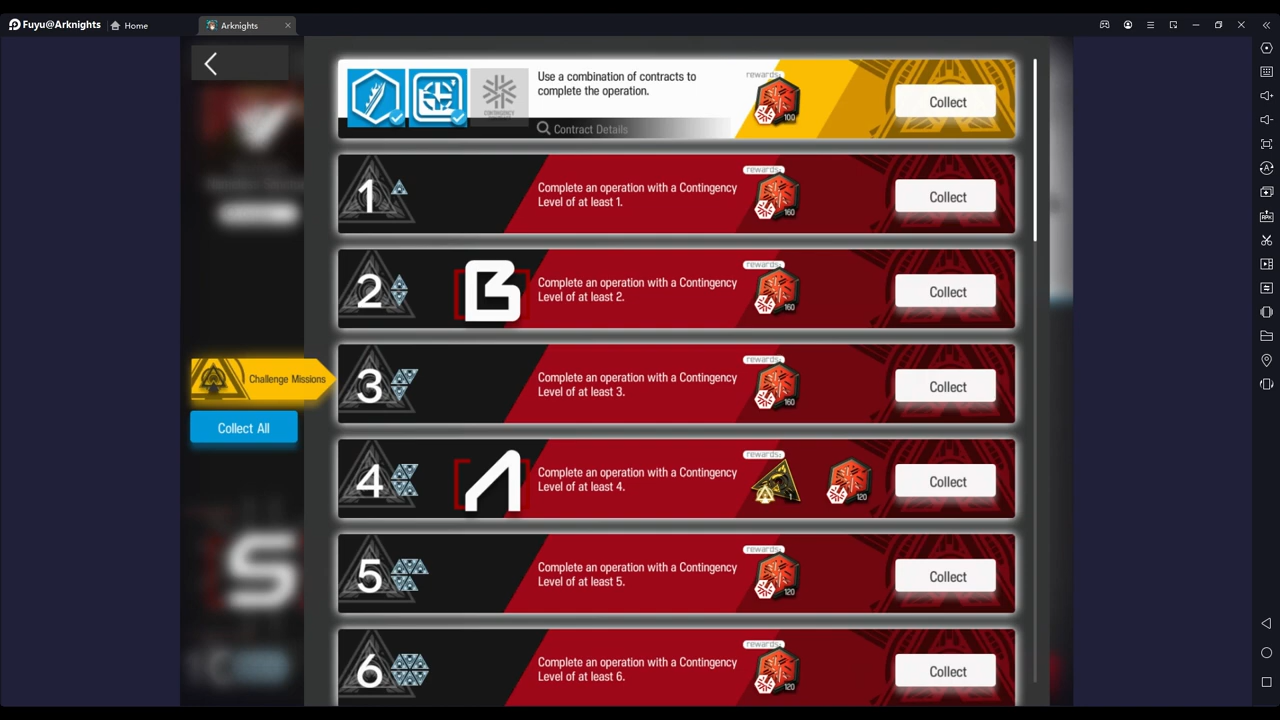 Fuyu@Arknights
Home
Arknights
Use a combination of contracts to
complete the operation.
Contract Details
CONTINGENCY
rewards:
100
Collect
1
Complete an operation with a Contingency
Level of at least 1.
rewards:
160
Collect
2
B
Complete an operation with a Contingency
Level of at least 2.
rewards:
160
Collect
3
Complete an operation with a Contingency
Level of at least 3.
rewards:
160
Collect
Challenge Missions
Collect All
4
A
Complete an operation with a Contingency
Level of at least 4.
rewards:
120
Collect
5
Complete an operation with a Contingency
Level of at least 5.
rewards:
120
Collect
S
6
Complete an operation with a Contingency
Level of at least 6.
rewards:
120
Collect